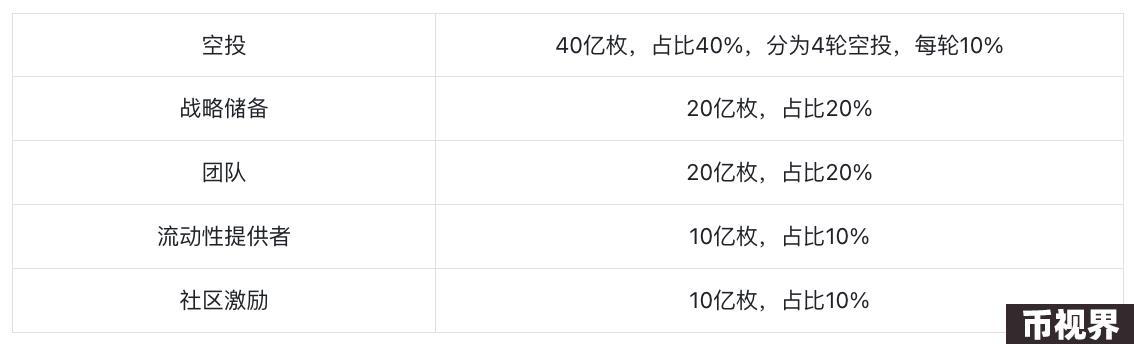 空投 40亿枚，占比40%，分为4轮空投，每轮10%
战略储备 20亿枚，占比20%
团队 20亿枚，占比20%
流动性提供者 10亿枚，占比10%
社区激励 10亿枚，占比10%
币视界